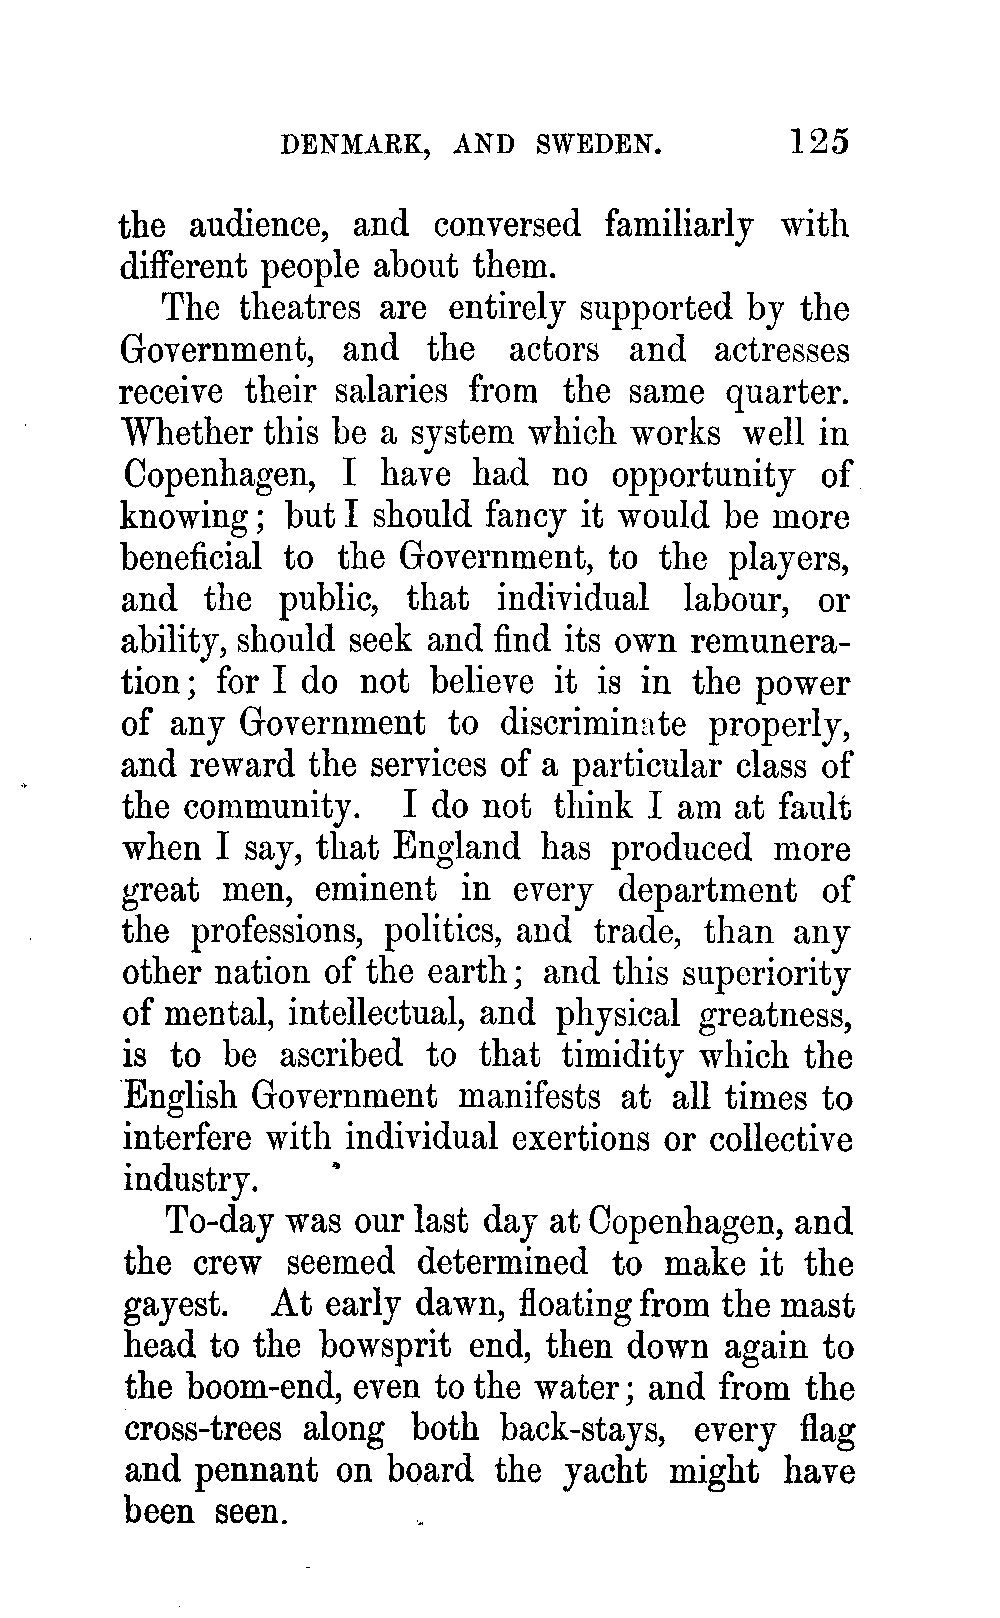 DENMARK, AND SWEDEN. 125
the audience, and conversed familiarly with
different people about them.
The theatres are entirely supported by the
Government, and the actors and actresses
receive their salaries from the same quarter.
Whether this be a system which works well in
Copenhagen, I have had no opportunity of
knowing; but I should fancy it would be more
beneficial to the Government, to the players,
and the public, that individual labour, or
ability, should seek and find its own remunera-
tion; for I do not believe it is in the power
of any Government to discriminate properly,
and reward the services of a particular class of
the community. I do not think I am at fault
when I say, that England has produced more
great men, eminent in every department of
the professions, politics, and trade, than any
other nation of the earth; and this superiority
of mental, intellectual, and physical greatness,
is to be ascribed to that timidity which the
English Government manifests at all times to
interfere with individual exertions or collective
industry.
To-day was our last day at Copenhagen, and
the crew seemed determined to make it the
gayest. At early dawn, floating from the mast
head to the bowsprit end, then down again to
the boom-end, even to the water; and from the
cross-trees along both back-stays, every flag
and pennant on board the yacht might have
been seen.